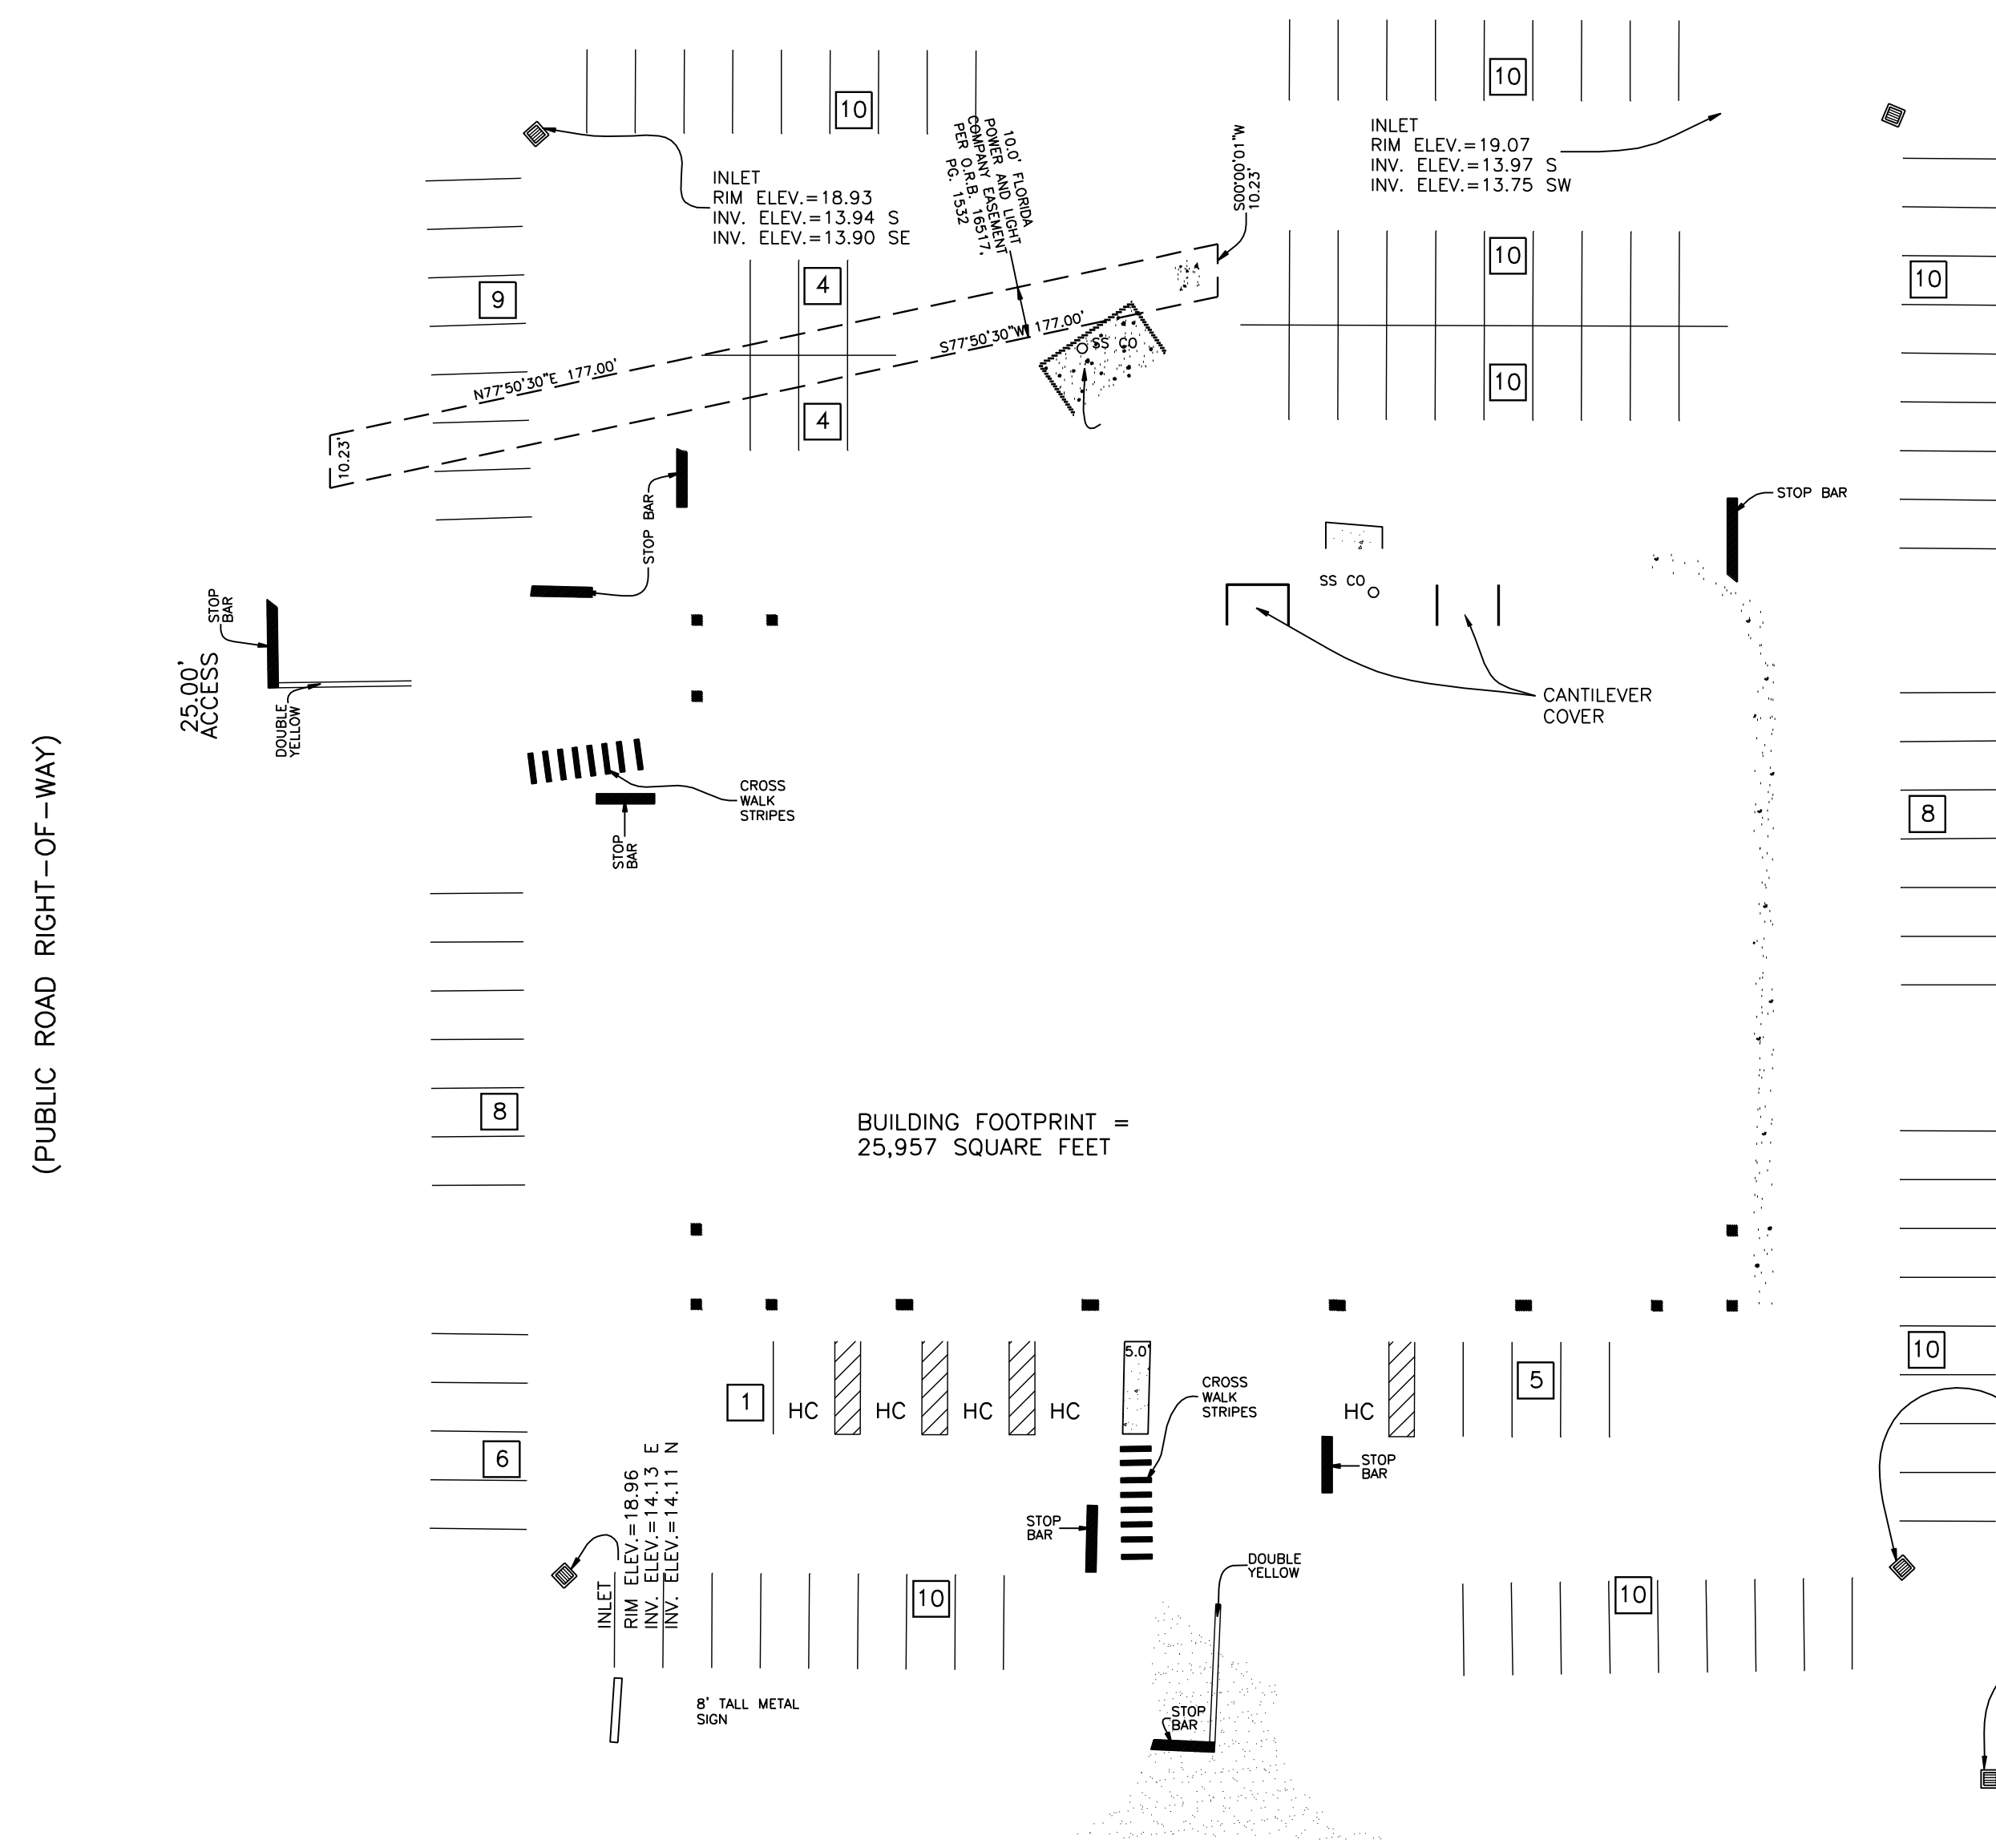 10
10
INLET
RIM ELEV.=19.07
INV. ELEV.=13.97 S
INV. ELEV.=13.75 SW
10.0' FLORIDA
POWER AND LIGHT
COMPANY EASEMENT
PER O.R.B. 16517,
PG. 1532
S00°00'01"W
10.23'
INLET
RIM ELEV.=18.93
INV. ELEV.=13.94 S
INV. ELEV.=13.90 SE
9
4
10
10
10
N77°50'30"E 177.00'
S77°50'30"W 177.00'
SS CO
4
10.23'
STOP BAR
STOP BAR
SS CO
STOP
BAR
25.00'
ACCESS
DOUBLE
YELLOW
CANTILEVER
COVER
(PUBLIC ROAD RIGHT-OF-WAY)
CROSS
WALK
STRIPES
STOP
BAR
8
8
BUILDING FOOTPRINT =
25,957 SQUARE FEET
10
5.0'
1
HC
HC
HC
HC
CROSS
WALK
STRIPES
HC
5
6
STOP
BAR
STOP
BAR
INLET
RIM ELEV.=18.96
INV. ELEV.=14.13 E
INV. ELEV.=14.11 N
10
DOUBLE
YELLOW
10
8' TALL METAL
SIGN
STOP
BAR